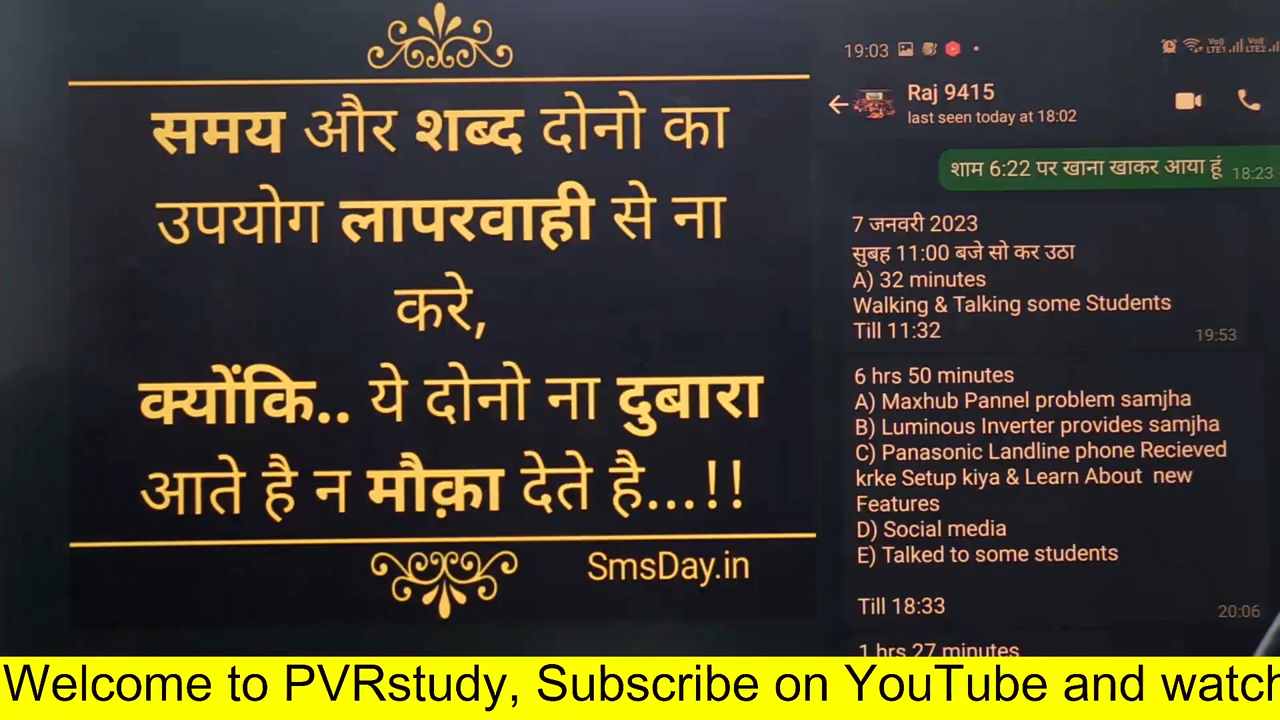 समय और शब्द दोनो का
उपयोग लापरवाही से ना
करे,
क्योंकि.. ये दोनो ना दुबारा
आते है न मौक़ा देते है...!!
SmsDay.in
19:03
Raj 9415
last seen today at 18:02
शाम 6:22 पर खाना खाकर आया हूं 18:23
7 जनवरी 2023
सुबह 11:00 बजे सो कर उठा
A) 32 minutes
Walking & Talking some Students
Till 11:32
19:53
6 hrs 50 minutes
A) Maxhub Pannel problem samjha
B) Luminous Inverter provides samjha
C) Panasonic Landline phone Recieved
krke Setup kiya & Learn About new
Features
D) Social media
E) Talked to some students
Till 18:33
20:06
1 hrs 27 minutes
Welcome to PVRstudy, Subscribe on YouTube and watch